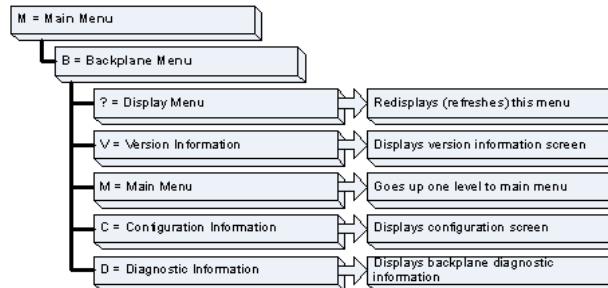 M = Main Menu
B = Backplane Menu
? = Display Menu
Redisplays (refreshes) this menu
V = Version Information
Displays version information screen
M = Main Menu
Goes up one level to main menu
C = Configuration Information
Displays configuration screen
D = Diagnostic Information
Displays backplane diagnostic
information